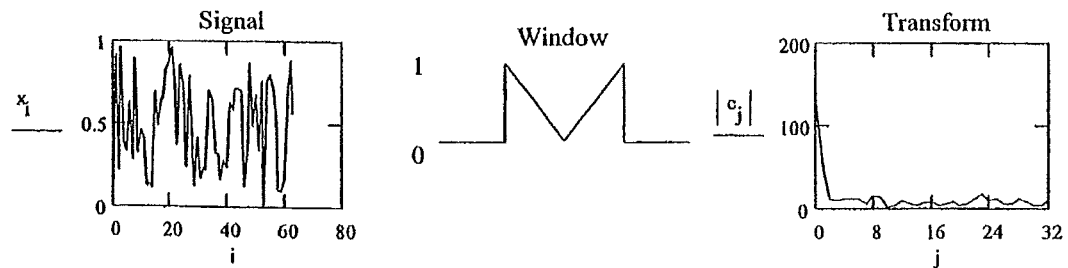 Signal
1
0.5
0
x_i
0 20 40 60 80
i
Window
1
0
Transform
200
100
0
|c_j|
0 8 16 24 32
j